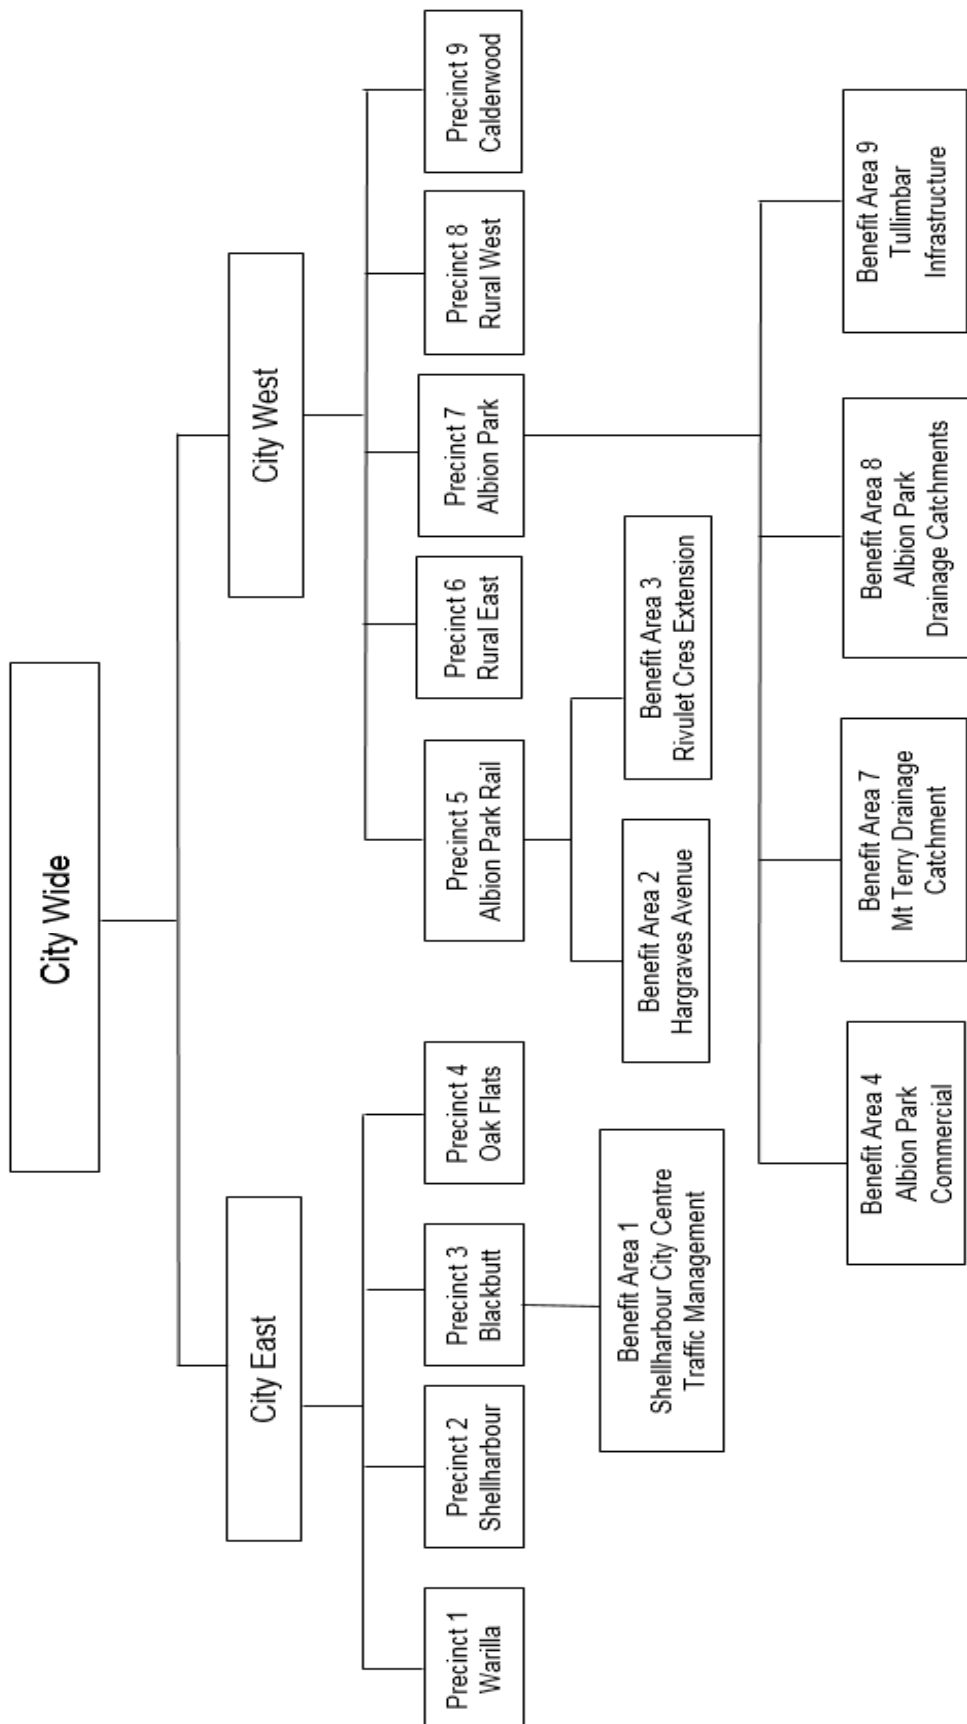 City Wide
City East
City West
Precinct 1
Warilla
Precinct 2
Shellharbour
Precinct 3
Blackbutt
Precinct 4
Oak Flats
Precinct 5
Albion Park Rail
Precinct 6
Rural East
Precinct 7
Albion Park
Precinct 8
Rural West
Precinct 9
Calderwood
Benefit Area 1
Shellharbour City Centre
Traffic Management
Benefit Area 2
Hargraves Avenue
Benefit Area 3
Rivulet Cres Extension
Benefit Area 4
Albion Park
Commercial
Benefit Area 7
Mt Terry Drainage
Catchment
Benefit Area 8
Albion Park
Drainage Catchments
Benefit Area 9
Tullimbar
Infrastructure